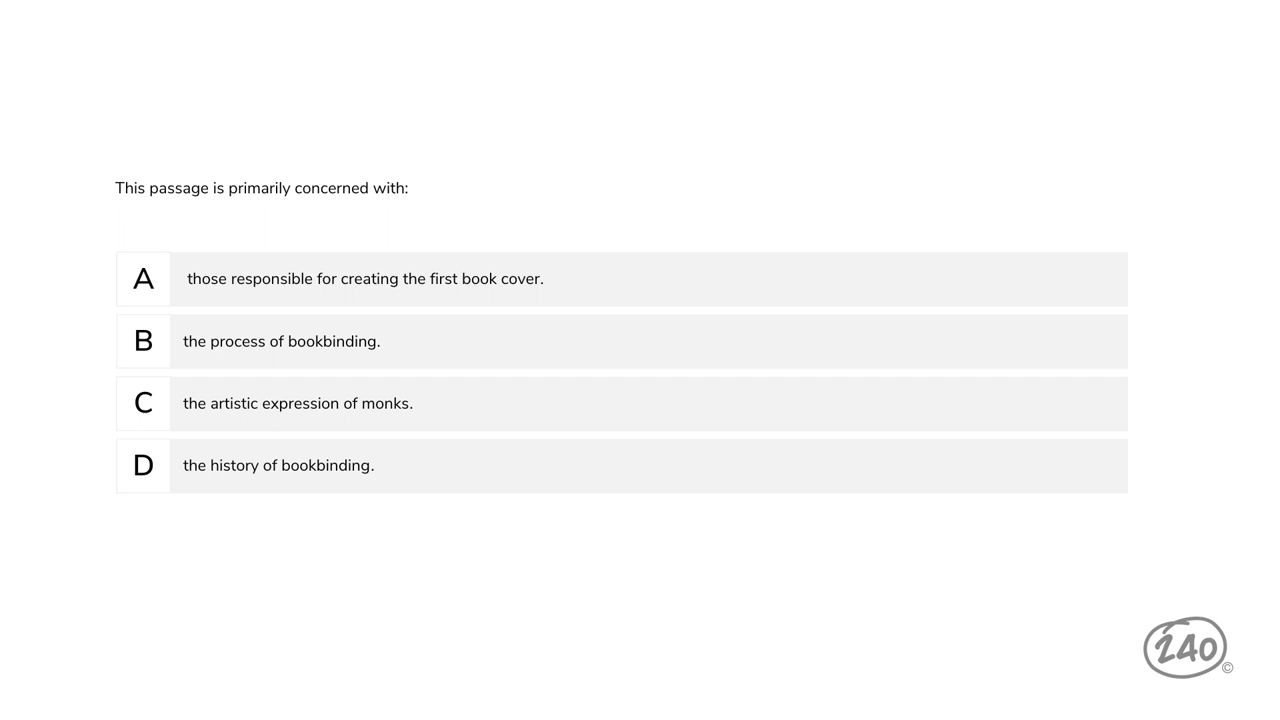 This passage is primarily concerned with:
A those responsible for creating the first book cover.
B the process of bookbinding.
C the artistic expression of monks.
D the history of bookbinding.
240
©